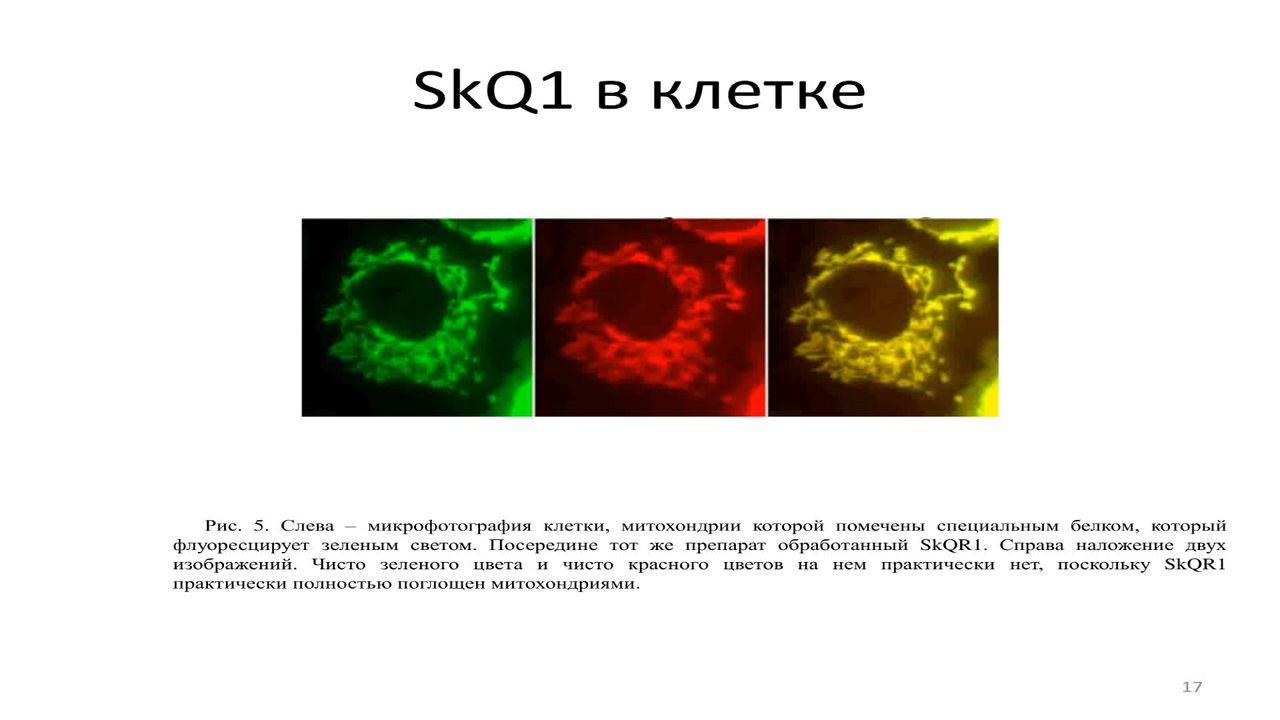 SkQ1 в клетке
Рис. 5. Слева – микрофотография клетки, митохондрии которой помечены специальным белком, который
флуоресцирует зеленым светом. Посередине тот же препарат обработанный SkQR1. Справа наложение двух
изображений. Чисто зеленого цвета и чисто красного цветов на нем практически нет, поскольку SkQR1
практически полностью поглощен митохондриями.
17